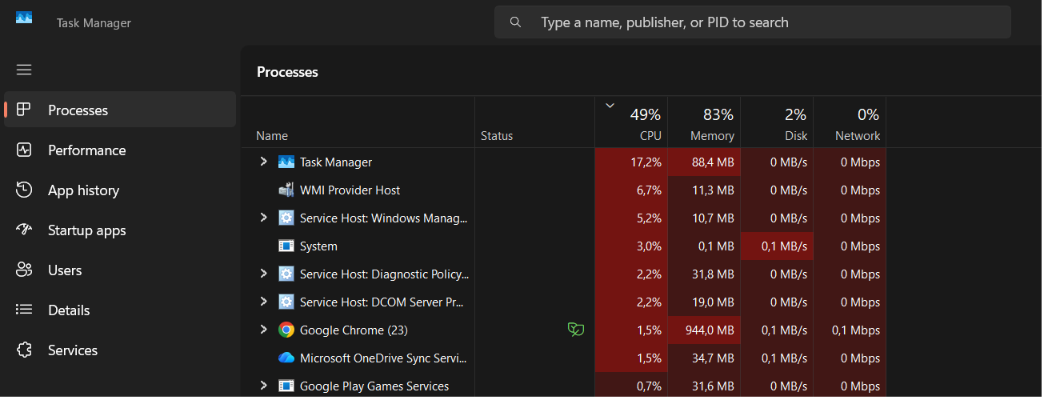 Task Manager
Type a name, publisher, or PID to search
Processes
Performance
App history
Startup apps
Users
Details
Services
Processes
49% 83% 2% 0%
Name Status CPU Memory Disk Network
Task Manager 17,2% 88,4 MB 0 MB/s 0 Mbps
WMI Provider Host 6,7% 11,3 MB 0 MB/s 0 Mbps
Service Host: Windows Manag... 5,2% 10,7 MB 0 MB/s 0 Mbps
System 3,0% 0,1 MB 0,1 MB/s 0 Mbps
Service Host: Diagnostic Policy... 2,2% 31,8 MB 0 MB/s 0 Mbps
Service Host: DCOM Server Pr... 2,2% 19,0 MB 0 MB/s 0 Mbps
Google Chrome (23) 1,5% 944,0 MB 0,1 MB/s 0,1 Mbps
Microsoft OneDrive Sync Servi... 1,5% 34,7 MB 0,1 MB/s 0 Mbps
Google Play Games Services 0,7% 31,6 MB 0 MB/s 0 Mbps